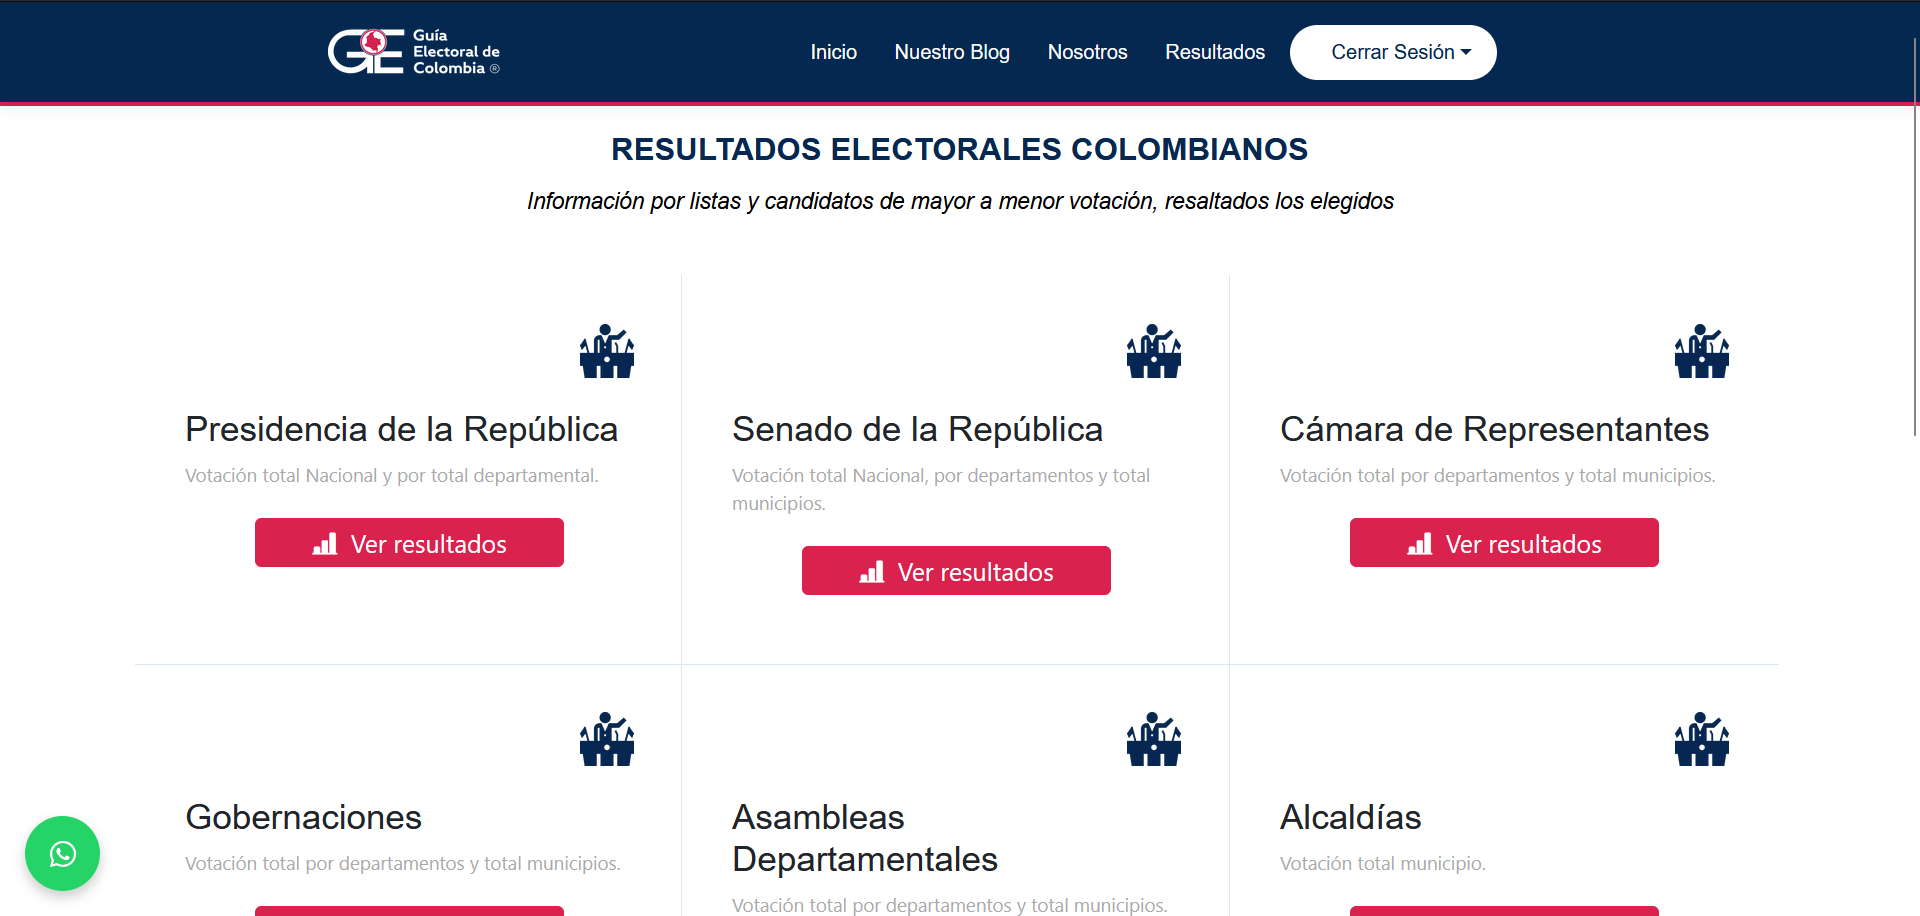 Guía
Electoral de
Colombia ®
Inicio
Nuestro Blog
Nosotros
Resultados
Cerrar Sesión
RESULTADOS ELECTORALES COLOMBIANOS
Información por listas y candidatos de mayor a menor votación, resaltados los elegidos
Presidencia de la República
Votación total Nacional y por total departamental.
Ver resultados
Senado de la República
Votación total Nacional, por departamentos y total
municipios.
Ver resultados
Cámara de Representantes
Votación total por departamentos y total municipios.
Ver resultados
Gobernaciones
Votación total por departamentos y total municipios.
Asambleas
Departamentales
Votación total por departamentos y total municipios.
Alcaldías
Votación total municipio.